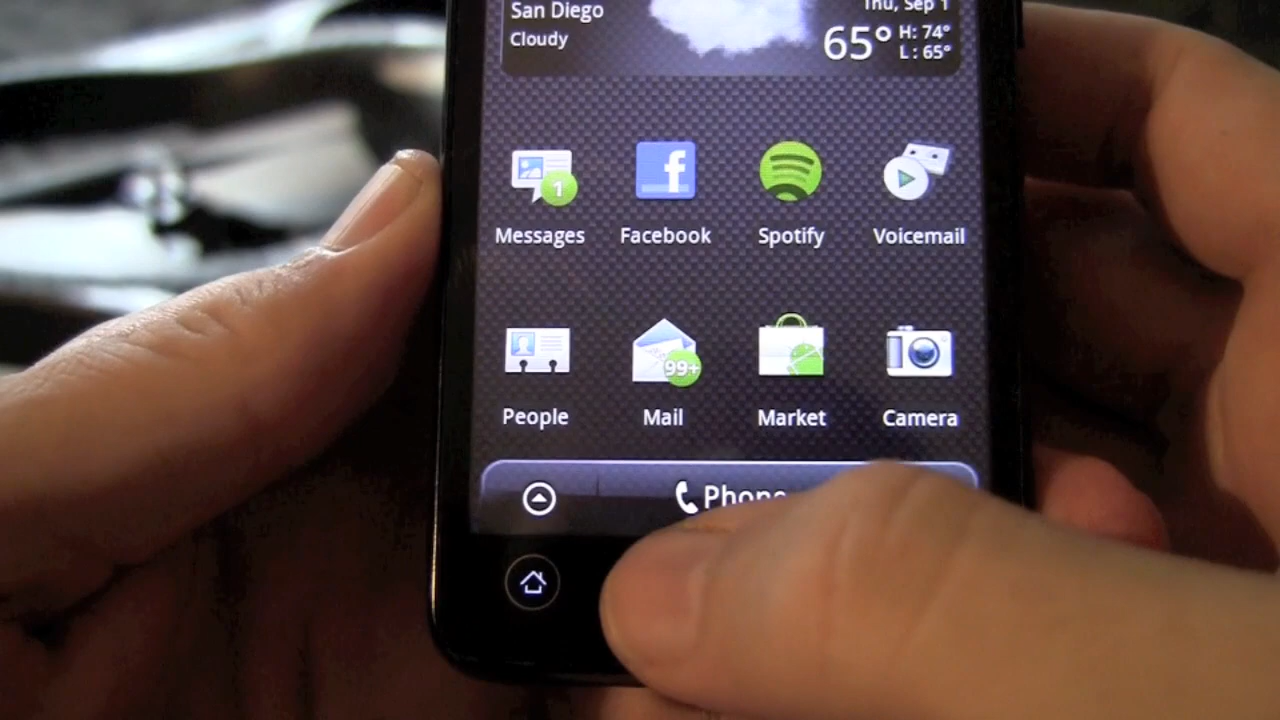 San Diego
Thu, Sep 1
Cloudy
65° H: 74°
L: 65°
1
f
Messages Facebook Spotify Voicemail
99+
People Mail Market Camera
Phone